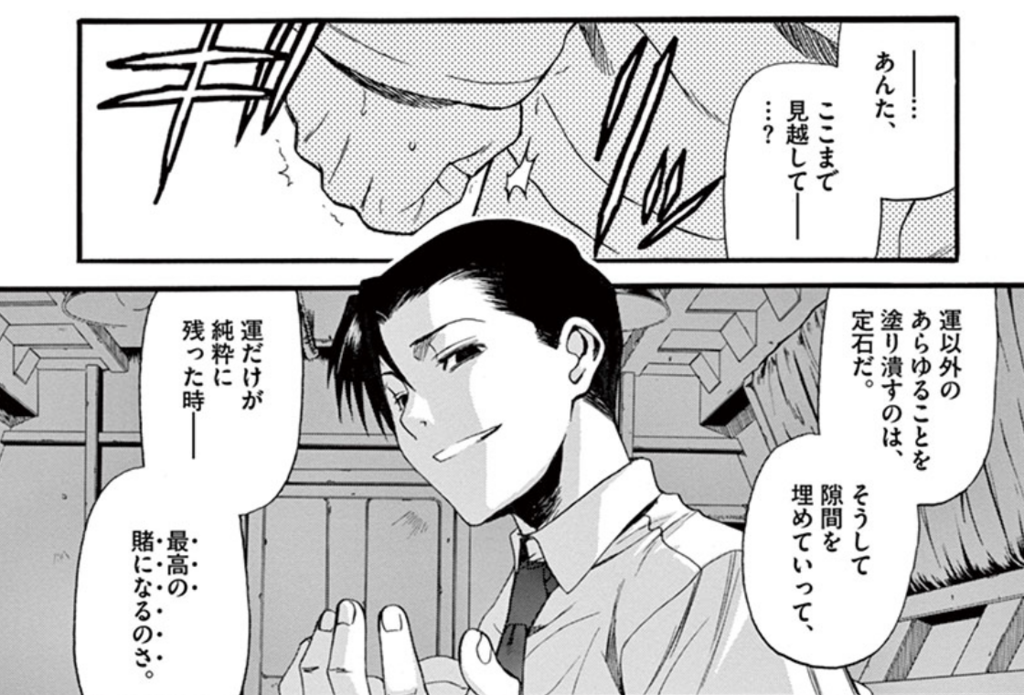 ――…
あんた、
ここまで
見越して――
…?
運以外の
あらゆることを
塗り潰すのは、
定石だ。
そうして
隙間を
埋めていって、
運だけが
純粋に
残った時――
最高の
賭になるのさ。